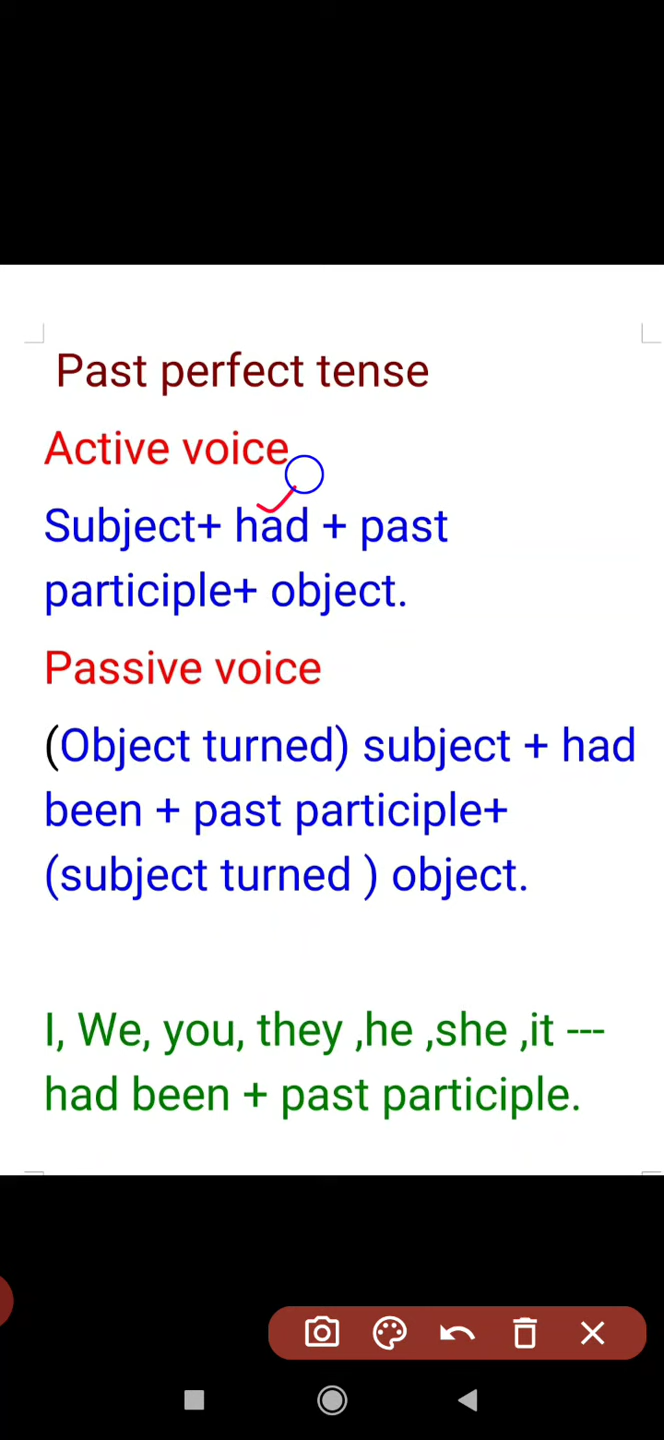 Past perfect tense
Active voice
Subject+ had + past
participle+ object.
Passive voice
(Object turned) subject + had
been + past participle+
(subject turned ) object.
I, We, you, they ,he ,she ,it ---
had been + past participle.